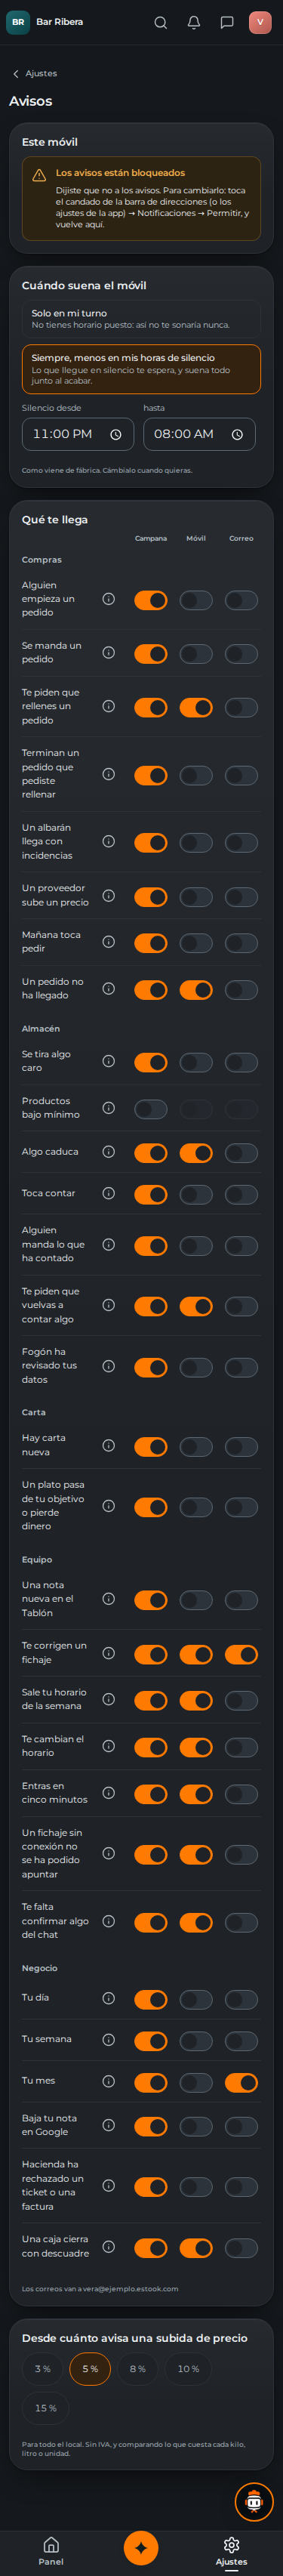 BR
Bar Ribera
V
Ajustes
Avisos
Este móvil
Los avisos están bloqueados
Dijiste que no a los avisos. Para cambiarlo: toca
el candado de la barra de direcciones (o los
ajustes de la app) → Notificaciones → Permitir, y
vuelve aquí.
Cuándo suena el móvil
Solo en mi turno
No tienes horario puesto: así no te sonaría nunca.
Siempre, menos en mis horas de silencio
Lo que llegue en silencio te espera, y suena todo
junto al acabar.
Silencio desde
hasta
11:00 PM
08:00 AM
Como viene de fábrica. Cámbialo cuando quieras.
Qué te llega
Campana
Móvil
Correo
Compras
Alguien
empieza un
pedido
Se manda un
pedido
Te piden que
rellenes un
pedido
Terminan un
pedido que
pediste
rellenar
Un albarán
llega con
incidencias
Un proveedor
sube un precio
Mañana toca
pedir
Un pedido no
ha llegado
Almacén
Se tira algo
caro
Productos
bajo mínimo
Algo caduca
Toca contar
Alguien
manda lo que
ha contado
Te piden que
vuelvas a
contar algo
Fogón ha
revisado tus
datos
Carta
Hay carta
nueva
Un plato pasa
de tu objetivo
o pierde
dinero
Equipo
Una nota
nueva en el
Tablón
Te corrigen un
fichaje
Sale tu horario
de la semana
Te cambian el
horario
Entras en
cinco minutos
Un fichaje sin
conexión no
se ha podido
apuntar
Te falta
confirmar algo
del chat
Negocio
Tu día
Tu semana
Tu mes
Baja tu nota
en Google
Hacienda ha
rechazado un
ticket o una
factura
Una caja cierra
con descuadre
Los correos van a vera@ejemplo.estook.com
Desde cuánto avisa una subida de precio
3 %
5 %
8 %
10 %
15 %
Para todo el local. Sin IVA, y comparando lo que cuesta cada kilo,
litro o unidad.
Panel
Ajustes